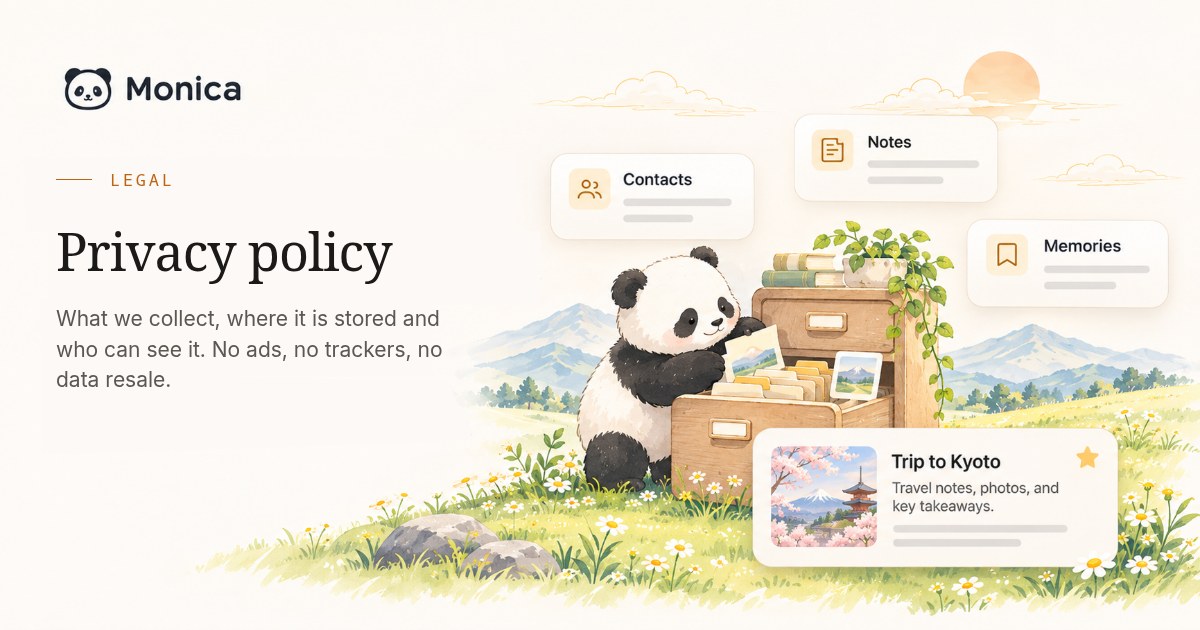 Monica
LEGAL
Privacy policy
What we collect, where it is stored and
who can see it. No ads, no trackers, no
data resale.
Contacts
Notes
Memories
Trip to Kyoto
Travel notes, photos, and
key takeaways.